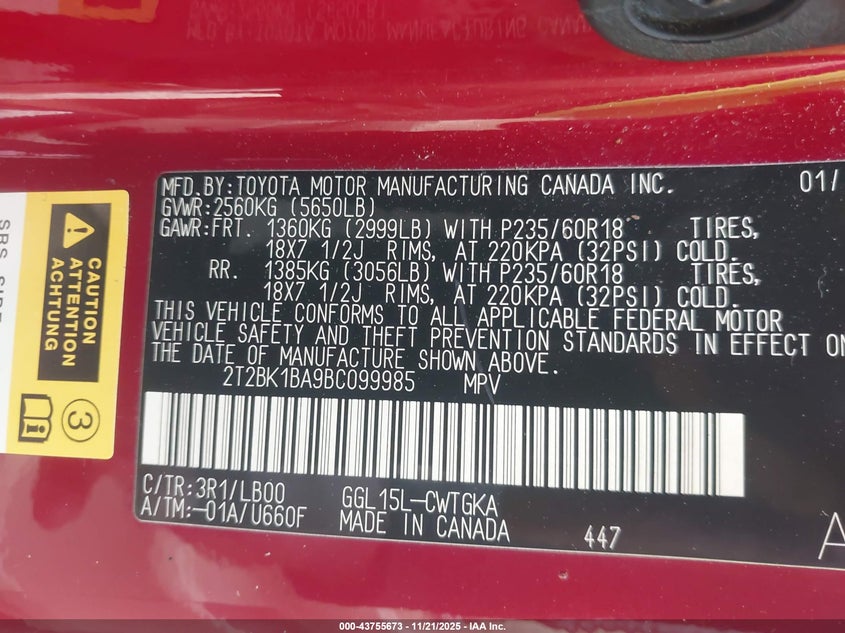 MFD.BY:TOYOTA MOTOR MANUFACTURING CANADA INC. 01/
GVWR:2560KG (5650LB)
GAWR:FRT. 1360KG (2999LB) WITH P235/60R18 TIRES,
18X7 1/2J RIMS, AT 220KPA (32PSI) COLD.
RR. 1385KG (3056LB) WITH P235/60R18 TIRES,
18X7 1/2J RIMS, AT 220KPA (32PSI) COLD.
THIS VEHICLE CONFORMS TO ALL APPLICABLE FEDERAL MOTOR
VEHICLE SAFETY AND THEFT PREVENTION STANDARDS IN EFFECT ON
THE DATE OF MANUFACTURE SHOWN ABOVE.
2T2BK1BA9BC099985 MPV
C/TR:3R1/LB00 GGL15L-CWTGKA
A/TM:-01A/U660F MADE IN CANADA 447 A
CAUTION
ATTENTION
ACHTUNG
3
i
000-43755673 - 11/21/2025 - IAA Inc.